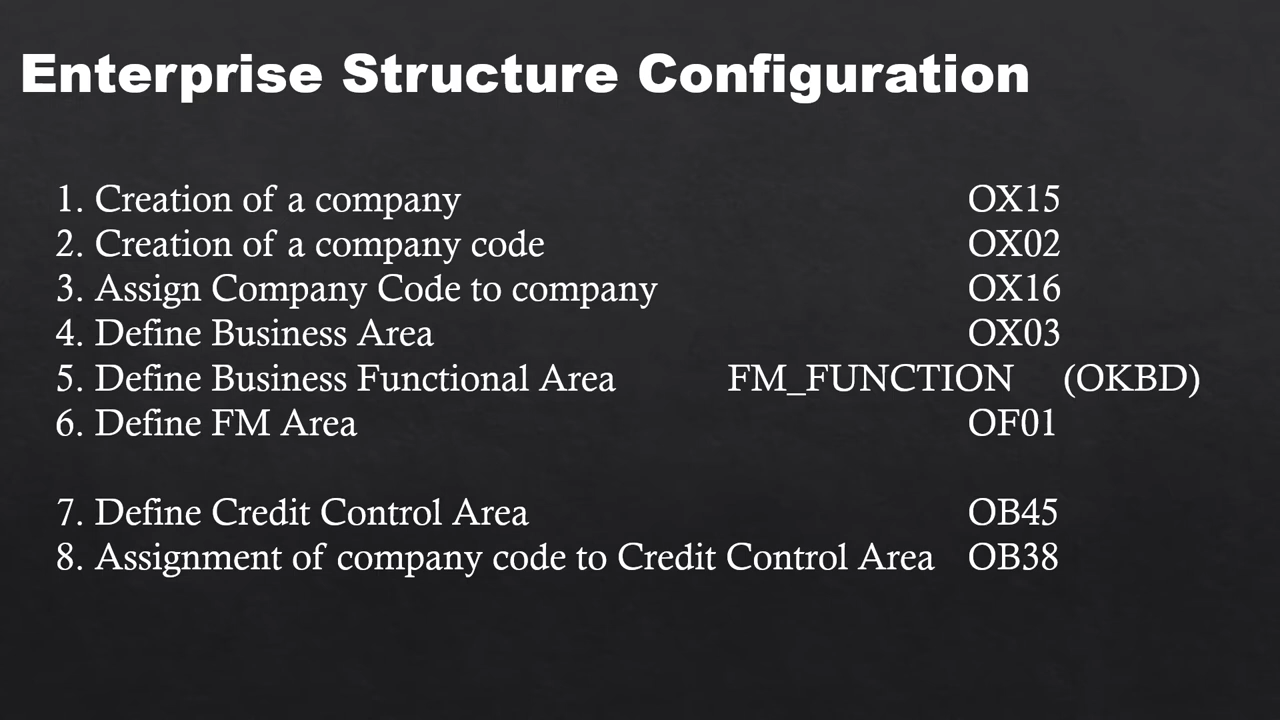 Enterprise Structure Configuration
1. Creation of a company OX15
2. Creation of a company code OX02
3. Assign Company Code to company OX16
4. Define Business Area OX03
5. Define Business Functional Area FM_FUNCTION (OKBD)
6. Define FM Area OF01
7. Define Credit Control Area OB45
8. Assignment of company code to Credit Control Area OB38